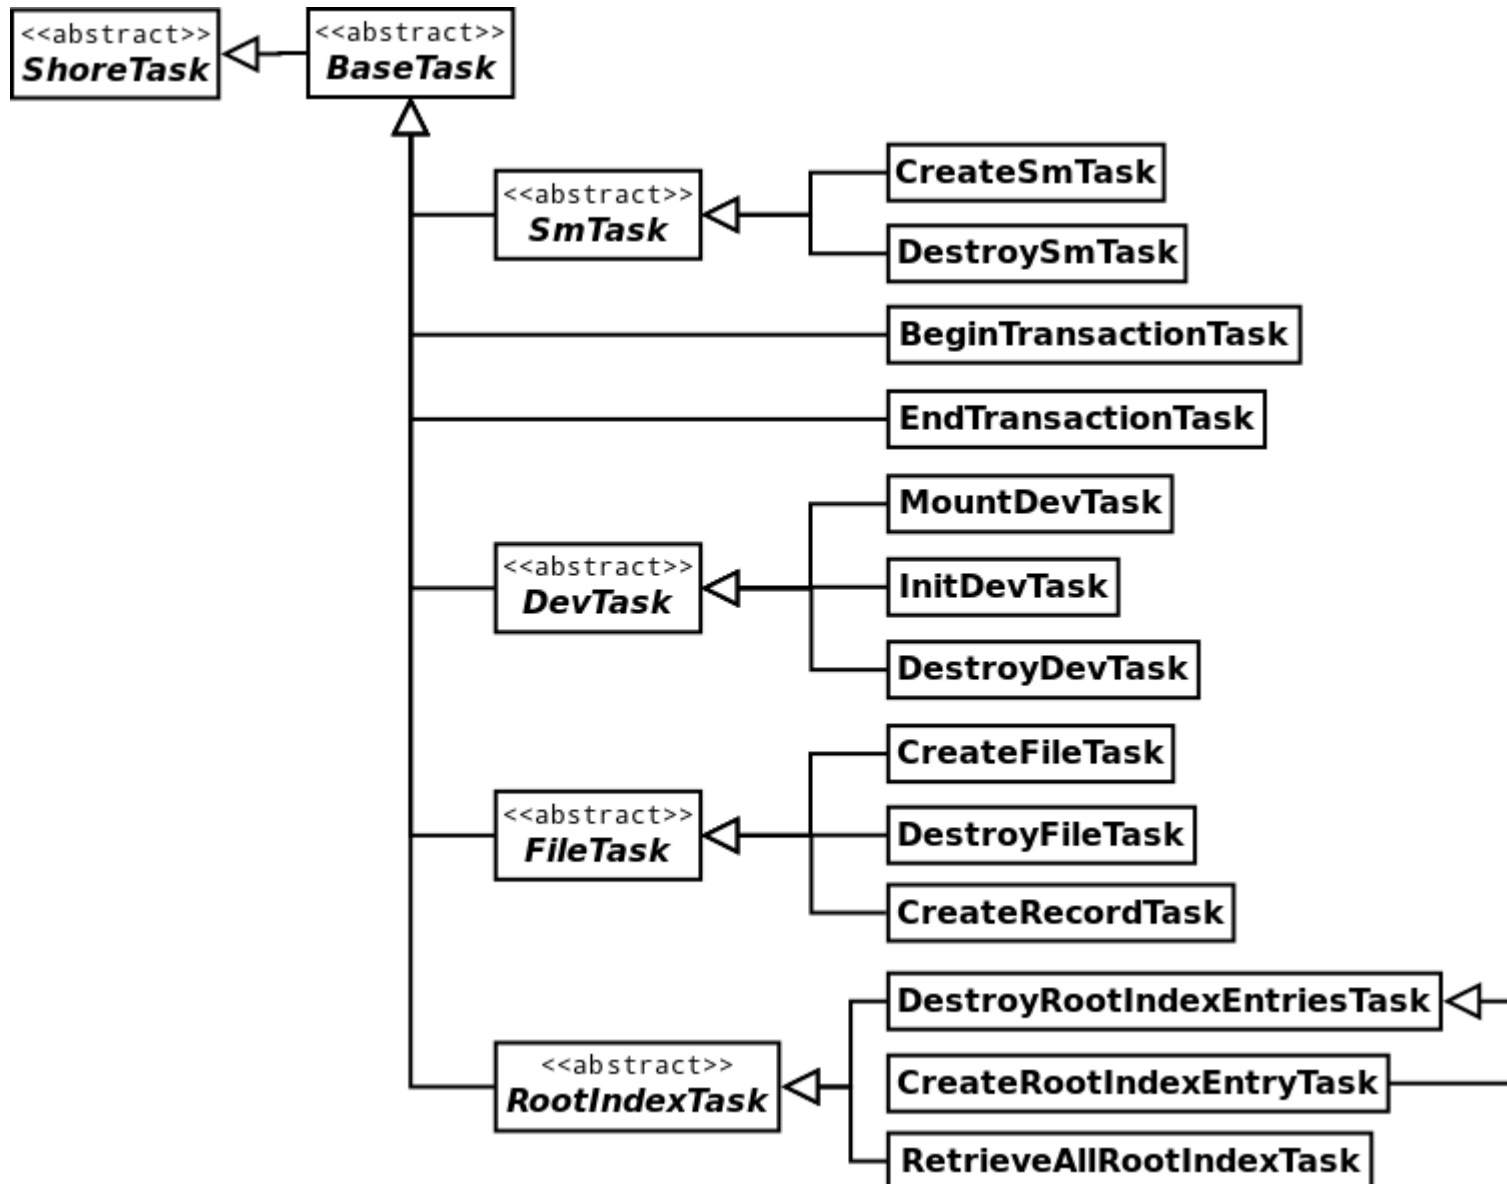 <<abstract>>
ShoreTask
<<abstract>>
BaseTask
<<abstract>>
SmTask
CreateSmTask
DestroySmTask
BeginTransactionTask
EndTransactionTask
<<abstract>>
DevTask
MountDevTask
InitDevTask
DestroyDevTask
<<abstract>>
FileTask
CreateFileTask
DestroyFileTask
CreateRecordTask
<<abstract>>
RootIndexTask
DestroyRootIndexEntriesTask
CreateRootIndexEntryTask
RetrieveAllRootIndexTask